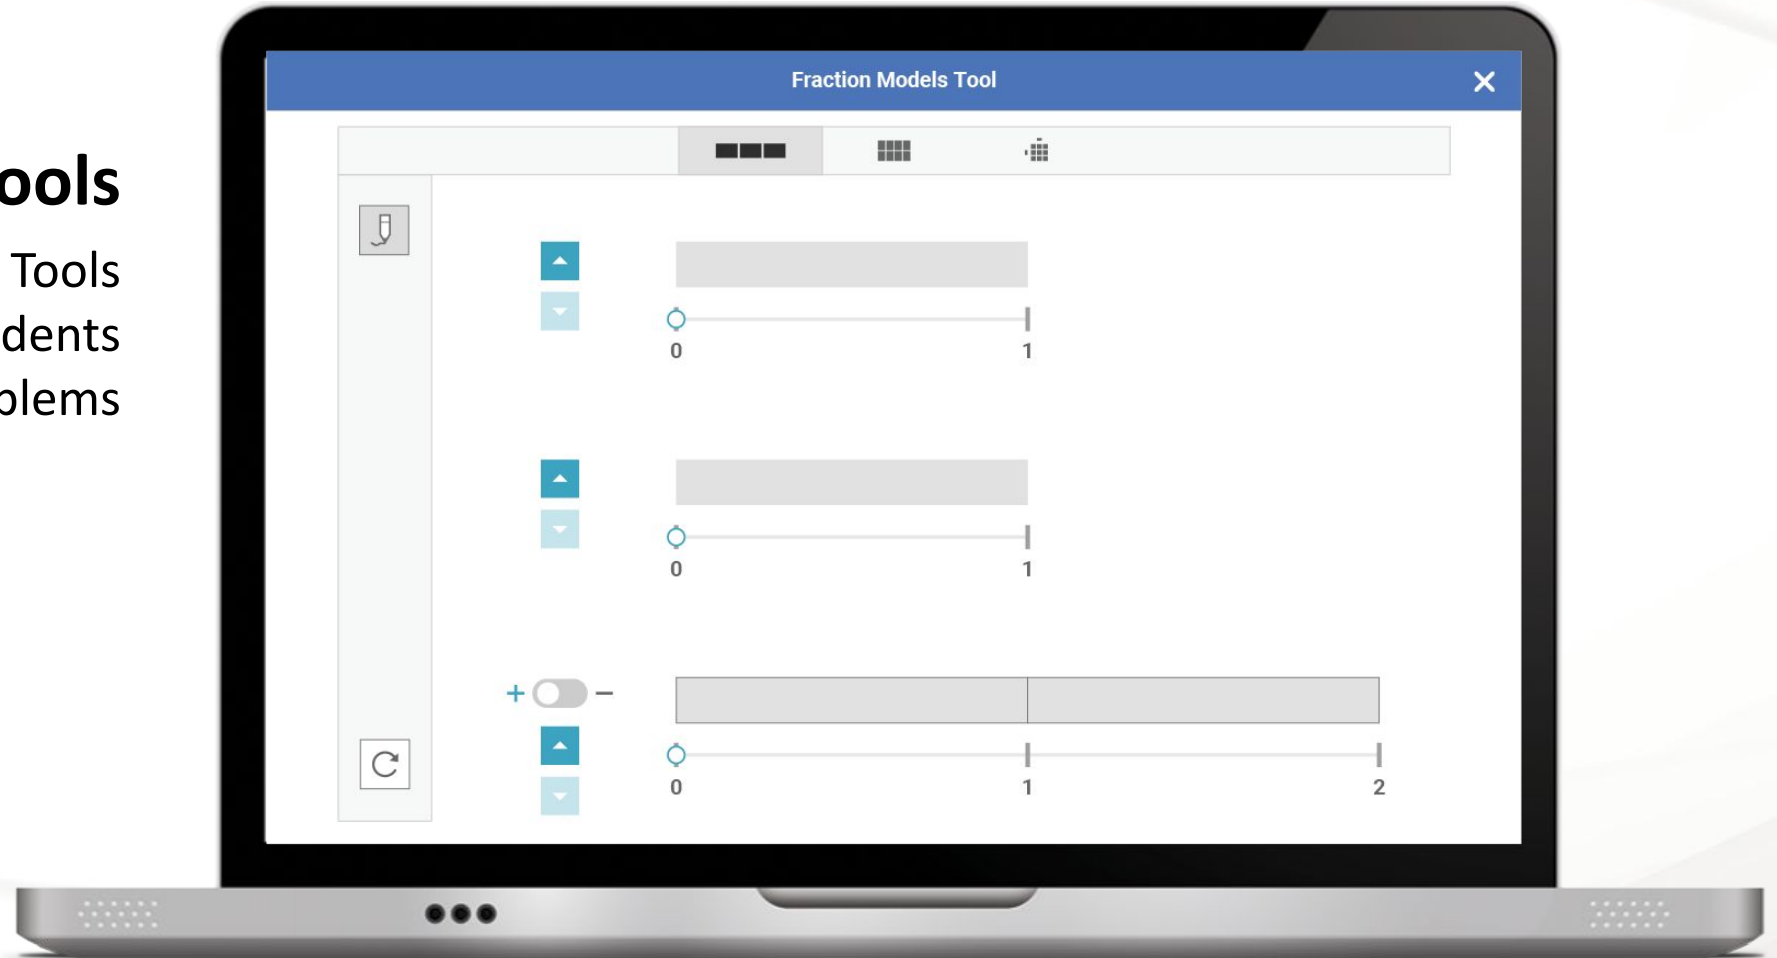 Fraction Models Tool
ools
Tools
dents
blems
0 1
0 1
+ −
0 1 2